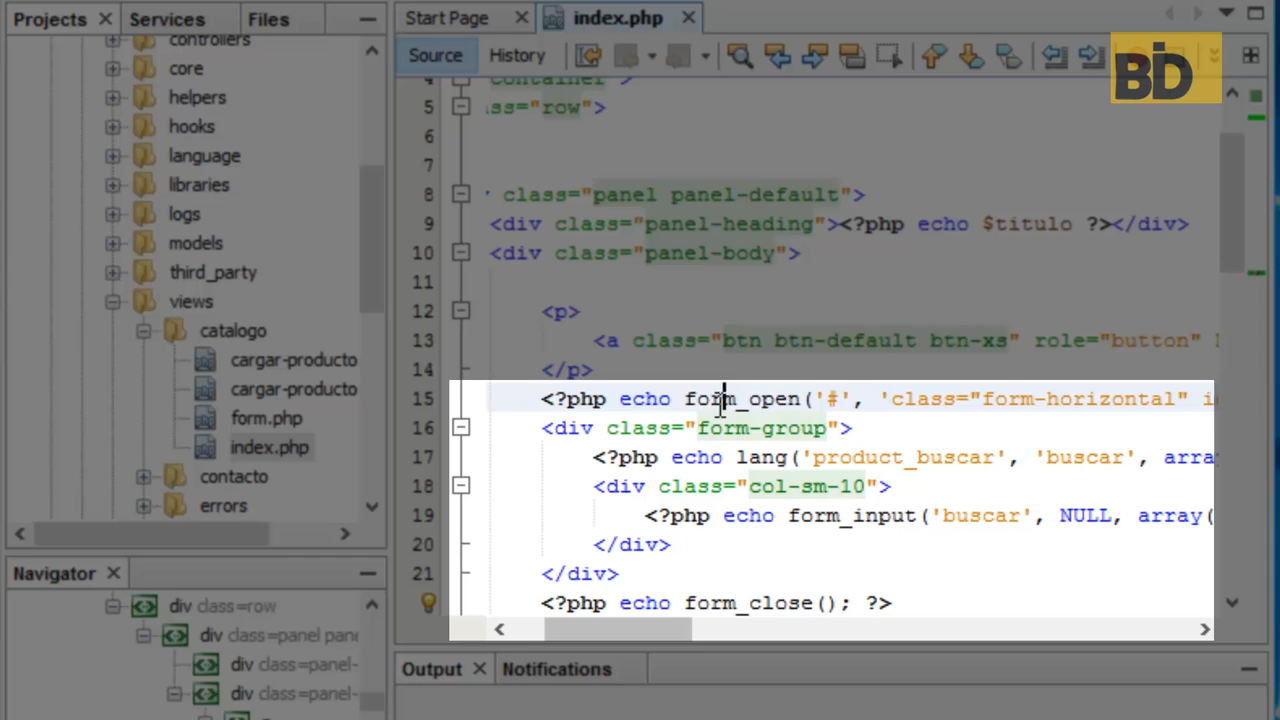 Projects
Services
Files
controllers
core
helpers
hooks
language
libraries
logs
models
third_party
views
catalogo
cargar-producto
cargar-producto
form.php
index.php
contacto
errors
Navigator
div class=row
div class=panel pane
div class=panel-
div class=panel-
Start Page
index.php
Source
History
BD
4 container">
5 ss="row">
6
7
8 class="panel panel-default">
9 <div class="panel-heading"><?php echo $titulo ?></div>
10 <div class="panel-body">
11
12 <p>
13 <a class="btn btn-default btn-xs" role="button"
14 </p>
15 <?php echo form_open('#', 'class="form-horizontal" i
16 <div class="form-group">
17 <?php echo lang('product_buscar', 'buscar', arra
18 <div class="col-sm-10">
19 <?php echo form_input('buscar', NULL, array(
20 </div>
21 </div>
<?php echo form_close(); ?>
Output
Notifications